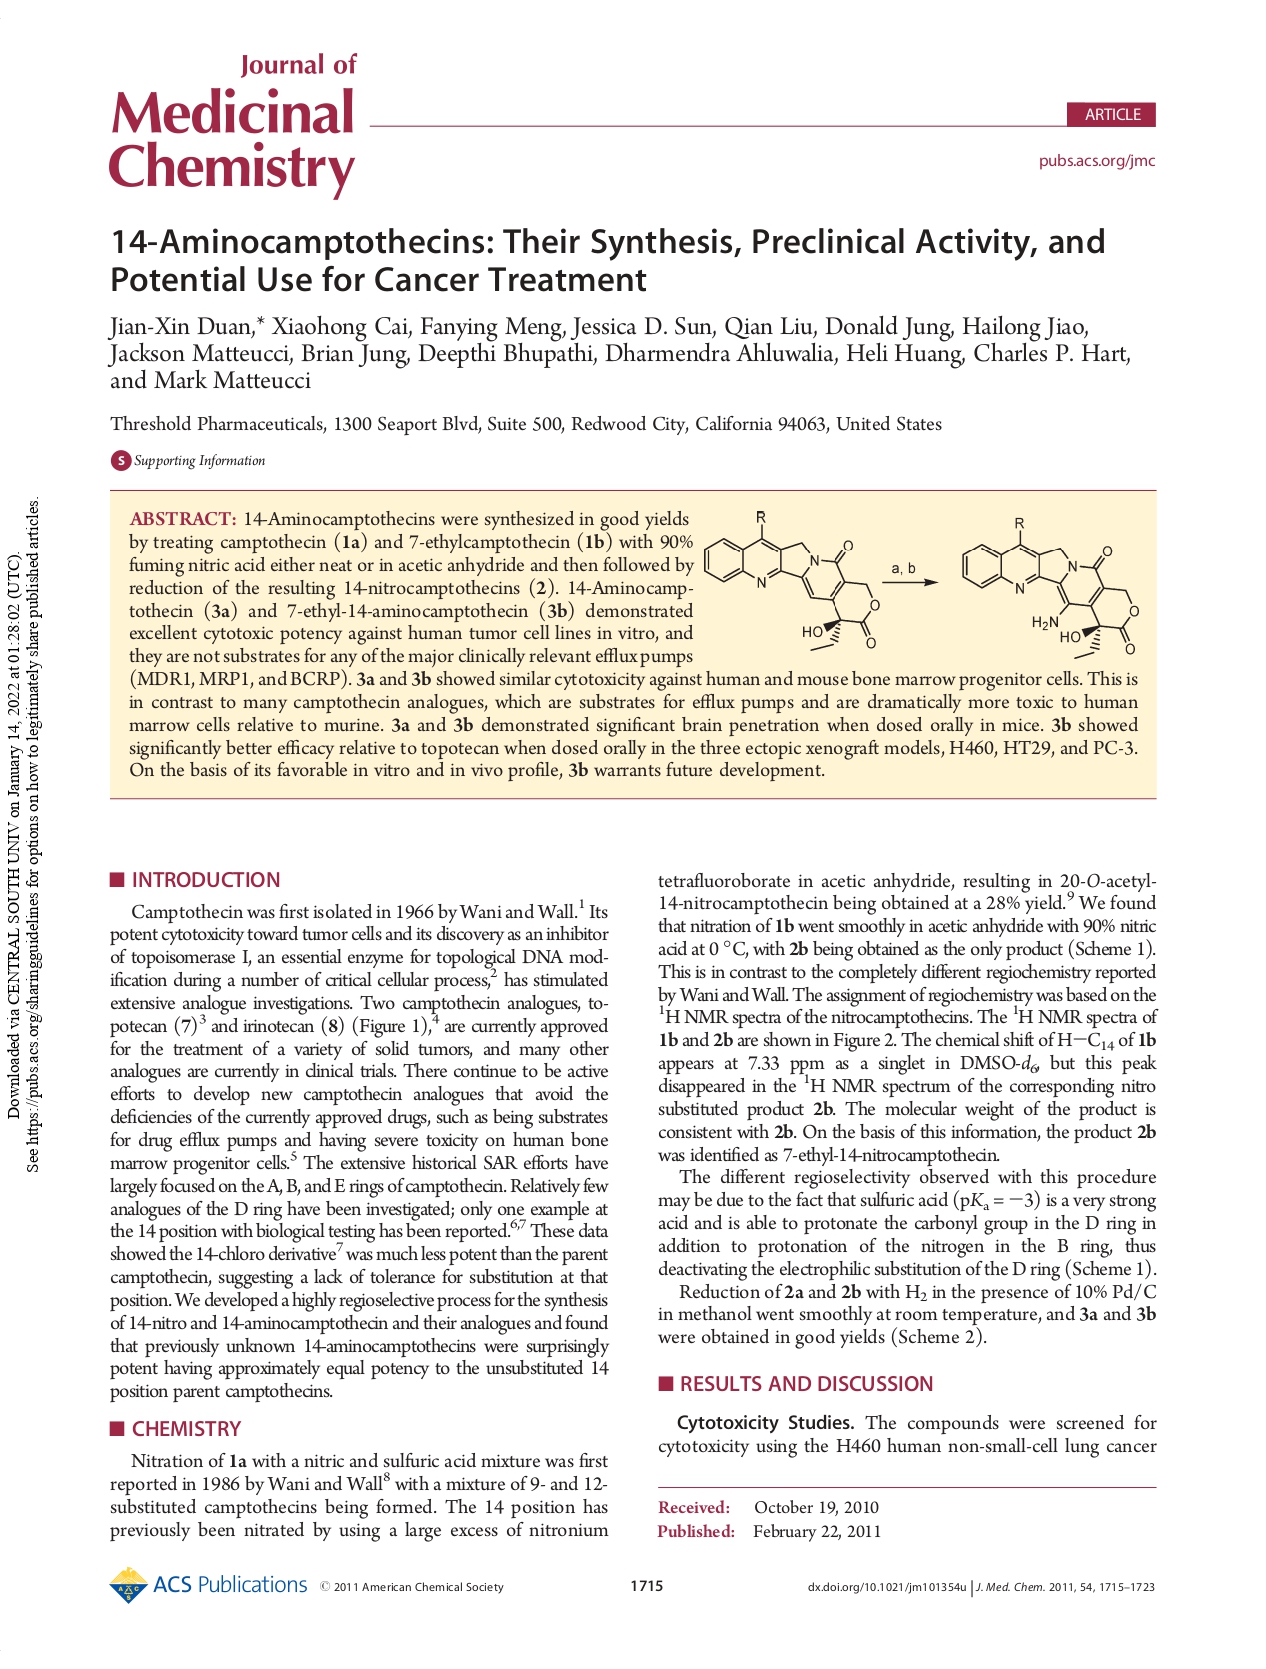 Journal of
Medicinal
Chemistry
ARTICLE
pubs.acs.org/jmc
14-Aminocamptothecins: Their Synthesis, Preclinical Activity, and
Potential Use for Cancer Treatment
Jian-Xin Duan,* Xiaohong Cai, Fanying Meng, Jessica D. Sun, Qian Liu, Donald Jung, Hailong Jiao,
Jackson Matteucci, Brian Jung, Deepthi Bhupathi, Dharmendra Ahluwalia, Heli Huang, Charles P. Hart,
and Mark Matteucci
Threshold Pharmaceuticals, 1300 Seaport Blvd, Suite 500, Redwood City, California 94063, United States
S Supporting Information
ABSTRACT: 14-Aminocamptothecins were synthesized in good yields
by treating camptothecin (1a) and 7-ethylcamptothecin (1b) with 90%
fuming nitric acid either neat or in acetic anhydride and then followed by
reduction of the resulting 14-nitrocamptothecins (2). 14-Aminocamp-
tothecin (3a) and 7-ethyl-14-aminocamptothecin (3b) demonstrated
excellent cytotoxic potency against human tumor cell lines in vitro, and
they are not substrates for any of the major clinically relevant efflux pumps
(MDR1, MRP1, and BCRP). 3a and 3b showed similar cytotoxicity against human and mouse bone marrow progenitor cells. This is
in contrast to many camptothecin analogues, which are substrates for efflux pumps and are dramatically more toxic to human
marrow cells relative to murine. 3a and 3b demonstrated significant brain penetration when dosed orally in mice. 3b showed
significantly better efficacy relative to topotecan when dosed orally in the three ectopic xenograft models, H460, HT29, and PC-3.
On the basis of its favorable in vitro and in vivo profile, 3b warrants future development.
R
N
N
O
O
O
HO
a, b
R
N
N
O
O
O
H2N
HO
INTRODUCTION
Camptothecin was first isolated in 1966 by Wani and Wall.1 Its
potent cytotoxicity toward tumor cells and its discovery as an inhibitor
of topoisomerase I, an essential enzyme for topological DNA mod-
ification during a number of critical cellular process,2 has stimulated
extensive analogue investigations. Two camptothecin analogues, to-
potecan (7)3 and irinotecan (8) (Figure 1),4 are currently approved
for the treatment of a variety of solid tumors, and many other
analogues are currently in clinical trials. There continue to be active
efforts to develop new camptothecin analogues that avoid the
deficiencies of the currently approved drugs, such as being substrates
for drug efflux pumps and having severe toxicity on human bone
marrow progenitor cells.5 The extensive historical SAR efforts have
largely focused on the A, B, and E rings of camptothecin. Relatively few
analogues of the D ring have been investigated; only one example at
the 14 position with biological testing has been reported.6,7 These data
showed the 14-chloro derivative7 was much less potent than the parent
camptothecin, suggesting a lack of tolerance for substitution at that
position. We developed a highly regioselective process for the synthesis
of 14-nitro and 14-aminocamptothecin and their analogues and found
that previously unknown 14-aminocamptothecins were surprisingly
potent having approximately equal potency to the unsubstituted 14
position parent camptothecins.
CHEMISTRY
Nitration of 1a with a nitric and sulfuric acid mixture was first
reported in 1986 by Wani and Wall8 with a mixture of 9- and 12-
substituted camptothecins being formed. The 14 position has
previously been nitrated by using a large excess of nitronium
tetrafluoroborate in acetic anhydride, resulting in 20-O-acetyl-
14-nitrocamptothecin being obtained at a 28% yield.9 We found
that nitration of 1b went smoothly in acetic anhydride with 90% nitric
acid at 0 °C, with 2b being obtained as the only product (Scheme 1).
This is in contrast to the completely different regiochemistry reported
by Wani and Wall. The assignment of regiochemistry was based on the
1H NMR spectra of the nitrocamptothecins. The 1H NMR spectra of
1b and 2b are shown in Figure 2. The chemical shift of H−C14 of 1b
appears at 7.33 ppm as a singlet in DMSO-d6, but this peak
disappeared in the 1H NMR spectrum of the corresponding nitro
substituted product 2b. The molecular weight of the product is
consistent with 2b. On the basis of this information, the product 2b
was identified as 7-ethyl-14-nitrocamptothecin.
The different regioselectivity observed with this procedure
may be due to the fact that sulfuric acid (pKa = −3) is a very strong
acid and is able to protonate the carbonyl group in the D ring in
addition to protonation of the nitrogen in the B ring, thus
deactivating the electrophilic substitution of the D ring (Scheme 1).
Reduction of 2a and 2b with H2 in the presence of 10% Pd/C
in methanol went smoothly at room temperature, and 3a and 3b
were obtained in good yields (Scheme 2).
RESULTS AND DISCUSSION
Cytotoxicity Studies. The compounds were screened for
cytotoxicity using the H460 human non-small-cell lung cancer
Received: October 19, 2010
Published: February 22, 2011
ACS Publications © 2011 American Chemical Society
1715
dx.doi.org/10.1021/jm101354u | J. Med. Chem. 2011, 54, 1715–1723
Downloaded via CENTRAL SOUTH UNIV on January 14, 2022 at 01:28:02 (UTC).
See https://pubs.acs.org/sharingguidelines for options on how to legitimately share published articles.